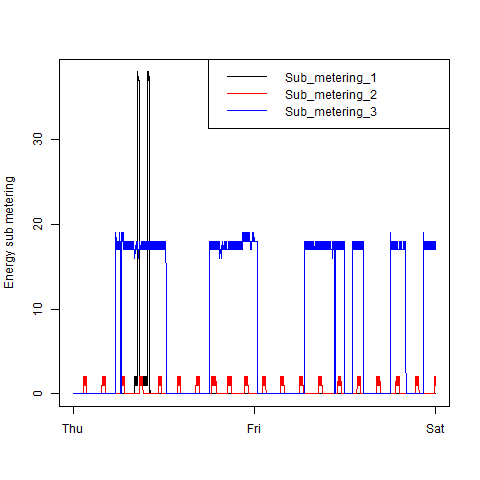 Sub_metering_1
Sub_metering_2
Sub_metering_3
Energy sub metering
30
20
10
0
Thu Fri Sat